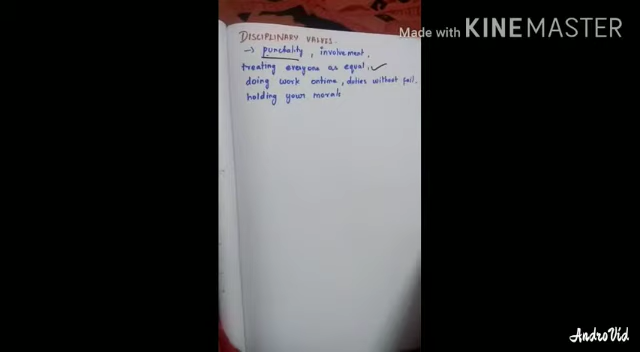 Made with KINEMASTER
DISCIPLINARY VALUES.
→ punctuality, involvement,
treating everyone as equal. ✓
doing work ontime, duties without fail.
holding your morals
AndroVid